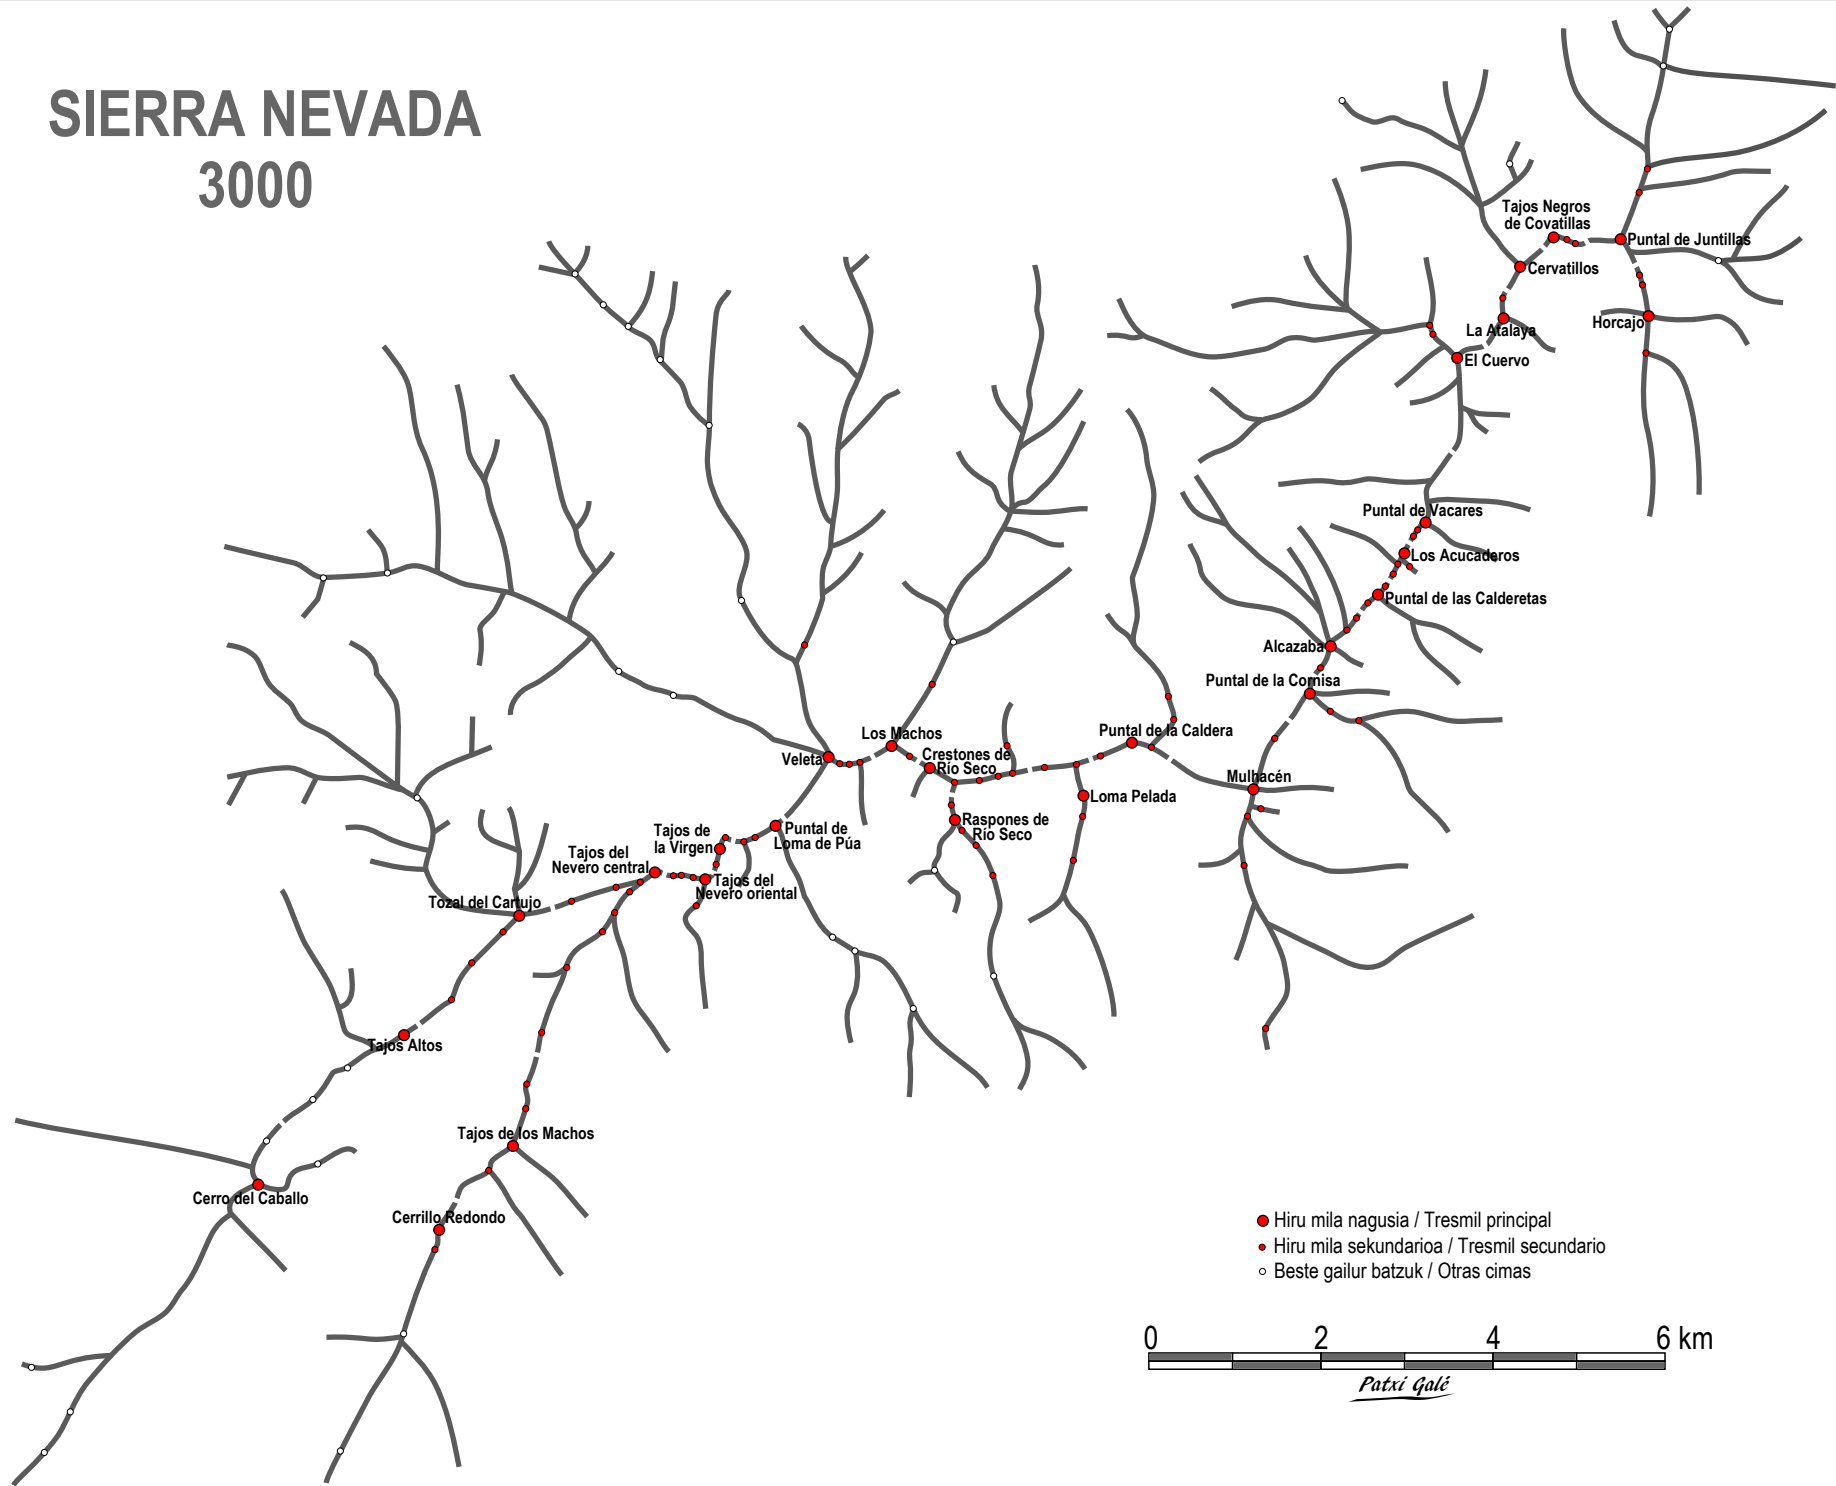 SIERRA NEVADA
3000
Tajos Negros
de Covatillas
Puntal de Juntillas
Cervatillos
Horcajo
La Atalaya
El Cuervo
Puntal de Vacares
Los Acucaderos
Puntal de las Calderetas
Alcazaba
Puntal de la Cornisa
Puntal de la Caldera
Los Machos
Crestones de
Río Seco
Veleta
Mulhacén
Loma Pelada
Raspones de
Río Seco
Puntal de
Loma de Púa
Tajos de
la Virgen
Tajos del
Nevero central
Tajos del
Nevero oriental
Tozal del Cartujo
Tajos Altos
Tajos de los Machos
Cerro del Caballo
Cerrillo Redondo
Hiru mila nagusia / Tresmil principal
Hiru mila sekundarioa / Tresmil secundario
Beste gailur batzuk / Otras cimas
0 2 4 6 km
Patxi Galé